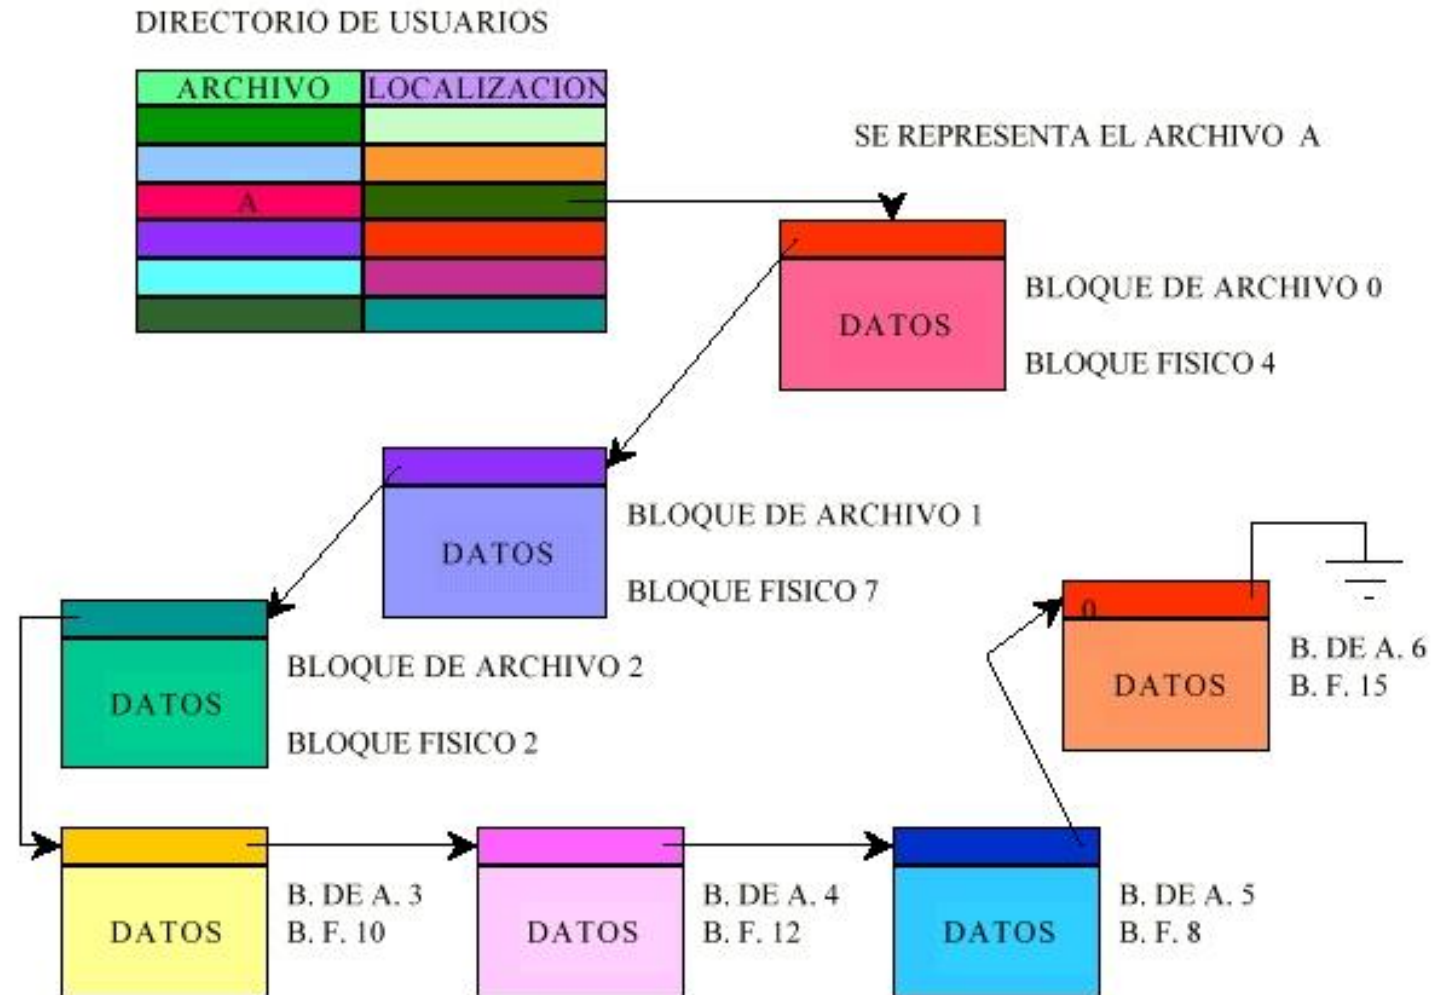 DIRECTORIO DE USUARIOS
ARCHIVO LOCALIZACION
SE REPRESENTA EL ARCHIVO A
A
BLOQUE DE ARCHIVO 0
DATOS
BLOQUE FISICO 4
BLOQUE DE ARCHIVO 1
DATOS
BLOQUE FISICO 7
0
B. DE A. 6
B. F. 15
DATOS
BLOQUE DE ARCHIVO 2
DATOS
BLOQUE FISICO 2
B. DE A. 3
B. F. 10
DATOS
B. DE A. 4
B. F. 12
DATOS
B. DE A. 5
B. F. 8
DATOS